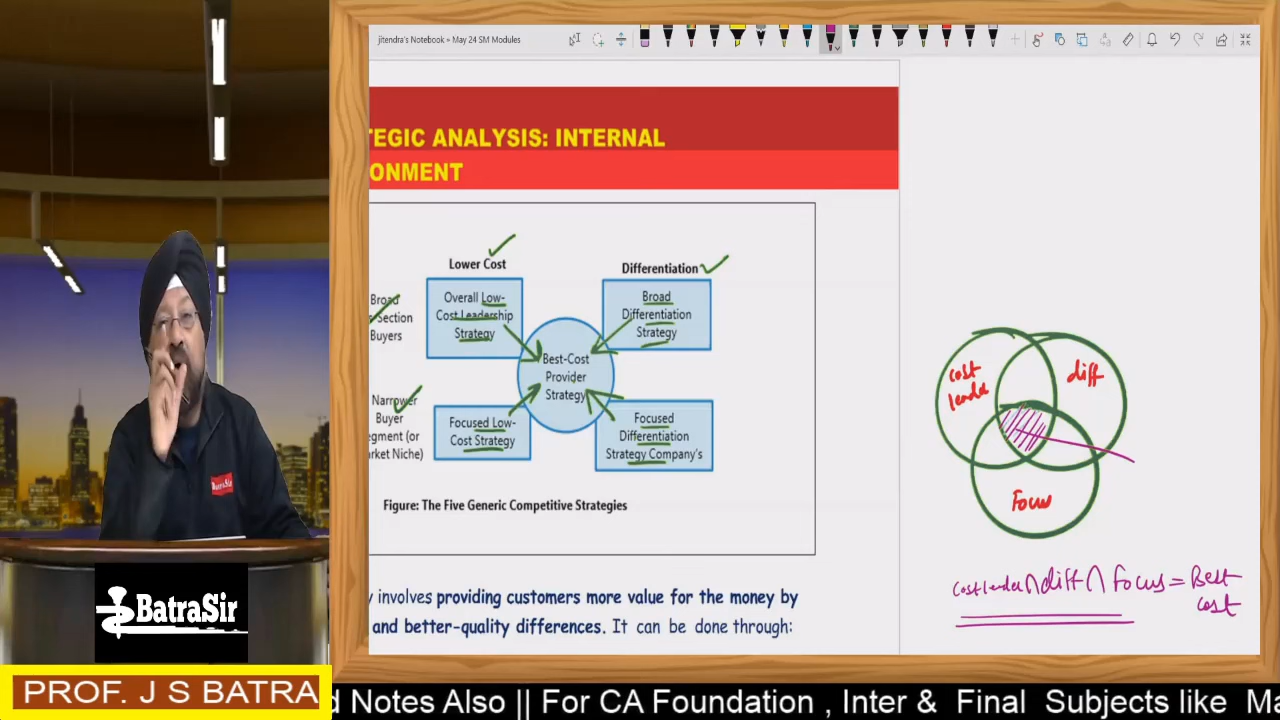 jitendra's Notebook » May 24 SM Modules
TEGIC ANALYSIS: INTERNAL
ONMENT
Lower Cost
Differentiation
Broad
Section
Buyers
Overall Low-
Cost Leadership
Strategy
Broad
Differentiation
Strategy
Best-Cost
Provider
Strategy
Narrower
Buyer
egment (or
arket Niche)
Focused Low-
Cost Strategy
Focused
Differentiation
Strategy Company's
Figure: The Five Generic Competitive Strategies
y involves providing customers more value for the money by
and better-quality differences. It can be done through:
cost
leade
diff
Focus
cost leader ∩ diff ∩ Focus = Best
cost
BatraSir
BatraSir
PROF. J S BATRA
d Notes Also || For CA Foundation , Inter & Final Subjects like Ma